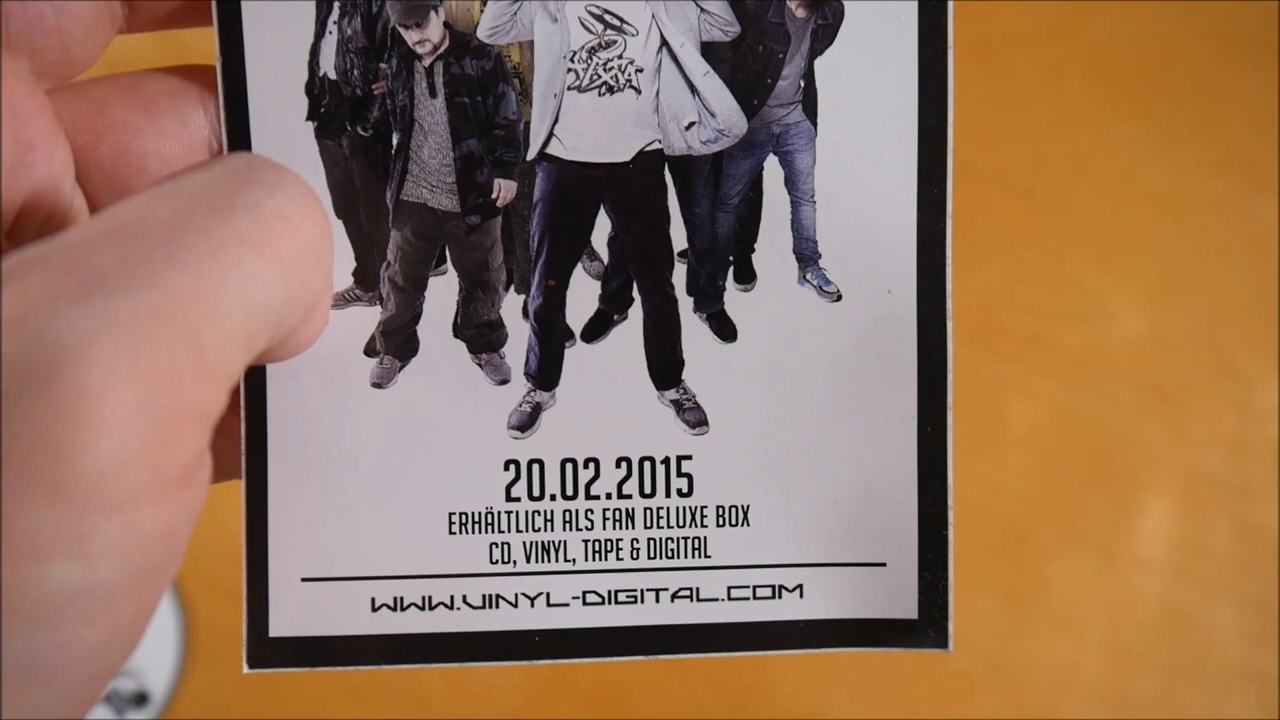 20.02.2015
ERHÄLTLICH ALS FAN DELUXE BOX
CD, VINYL, TAPE & DIGITAL
WWW.VINYL-DIGITAL.COM